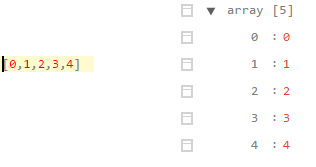 ▼ array [5]
0 : 0
[0,1,2,3,4]
1 : 1
2 : 2
3 : 3
4 : 4